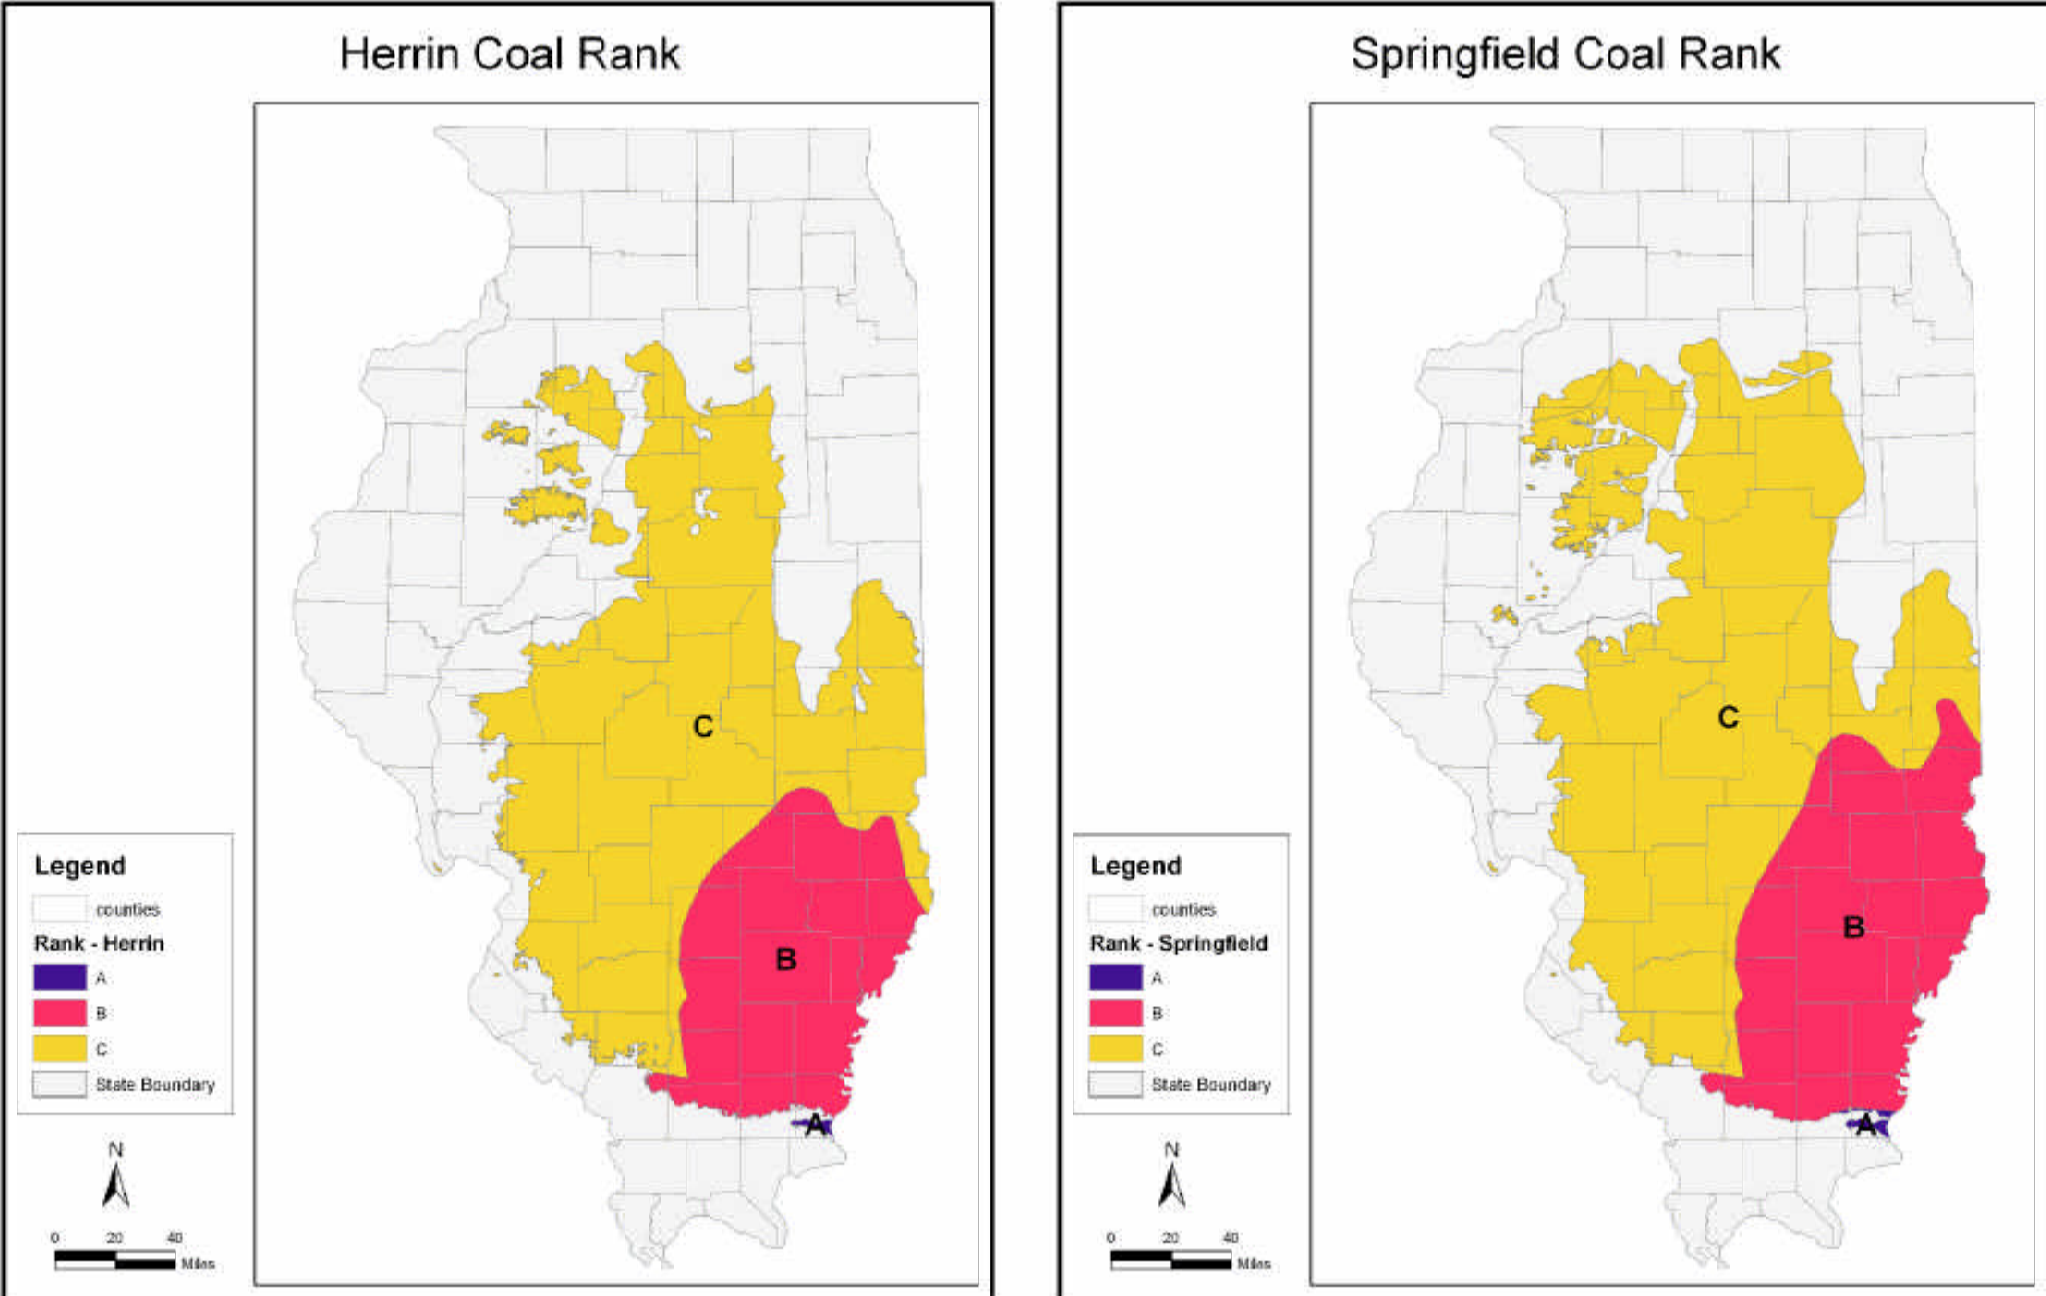 Herrin Coal Rank
C
B
A
Legend
counties
Rank - Herrin
A
B
C
State Boundary
N
0 20 40
Miles
Springfield Coal Rank
C
B
A
Legend
counties
Rank - Springfield
A
B
C
State Boundary
N
0 20 40
Miles